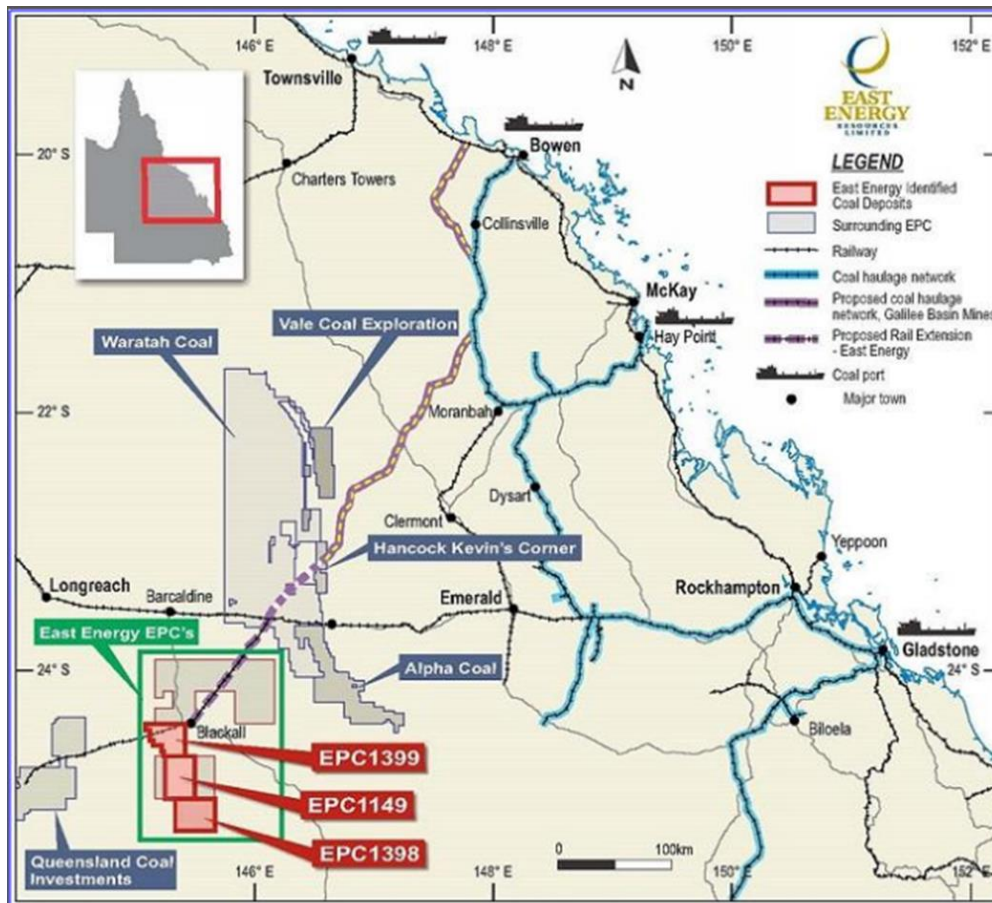 146° E
148° E
150° E
152° E
Townsville
N
EAST
ENERGY
RESOURCES
LIMITED
20° S
Bowen
Charters Towers
Collinsville
LEGEND
East Energy Identified
Coal Deposits
Surrounding EPC
Railway
Coal haulage network
Proposed coal haulage
network, Galilee Basin Mines
Proposed Rail Extension
- East Energy
Coal port
Major town
McKay
Hay Point
Vale Coal Exploration
Waratah Coal
22° S
Moranbah
Dysart
Clermont
Hancock Kevin's Corner
Yeppoon
Longreach
Barcaldine
Emerald
Rockhampton
East Energy EPC's
Gladstone
24° S
Alpha Coal
24° S
Blackall
Biloela
EPC1399
EPC1149
EPC1398
Queensland Coal
Investments
0
100km
146° E
148° E
150° E
152° E